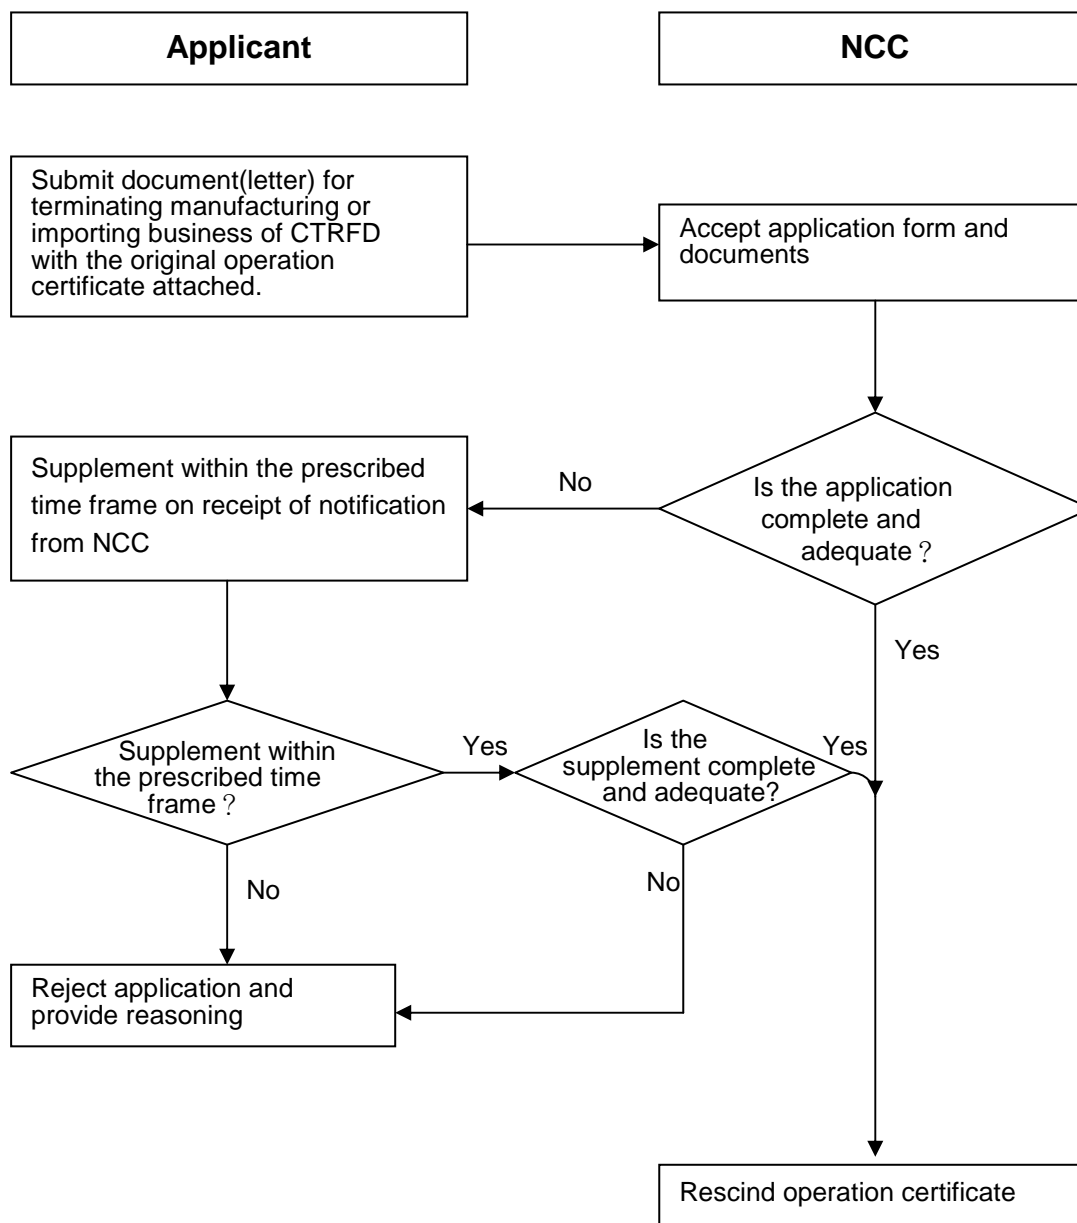 Applicant
NCC
Submit document(letter) for
terminating manufacturing or
importing business of CTRFD
with the original operation
certificate attached.
Accept application form and
documents
Is the application
complete and
adequate？
No
Supplement within the prescribed
time frame on receipt of notification
from NCC
Yes
Supplement within
the prescribed time
frame？
Yes
Is the
supplement complete
and adequate?
Yes
No
No
Reject application and
provide reasoning
Rescind operation certificate